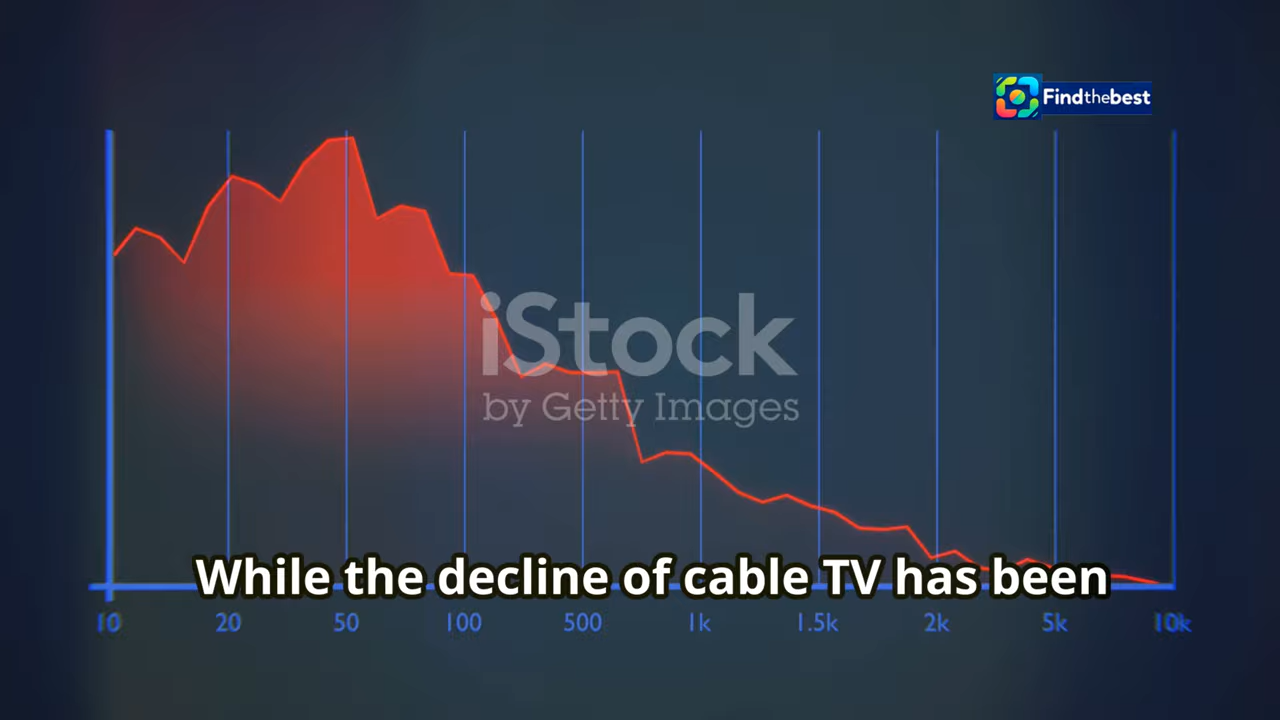 Findthebest
iStock
by Getty Images
While the decline of cable TV has been
10 20 50 100 500 1k 1.5k 2k 5k 10k